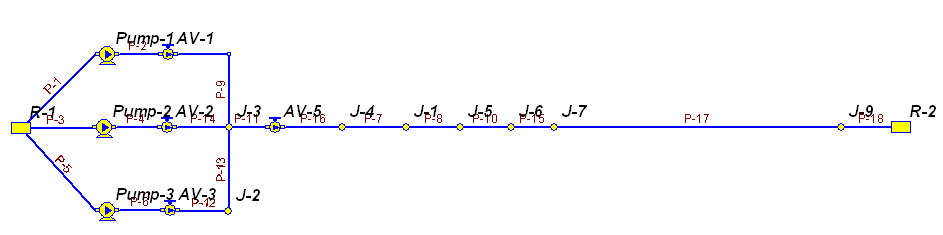 Pump-1 AV-1
P-2
P-1
P-9
R-1
Pump-2 AV-2 J-3 AV-5 J-4 J-1 J-5 J-6 J-7 J-9 R-2
P-3 P-4 P-14 P-11 P-16 P-7 P-8 P-10 P-15 P-17 P-18
P-5
P-13
Pump-3 AV-3 J-2
P-6 P-12